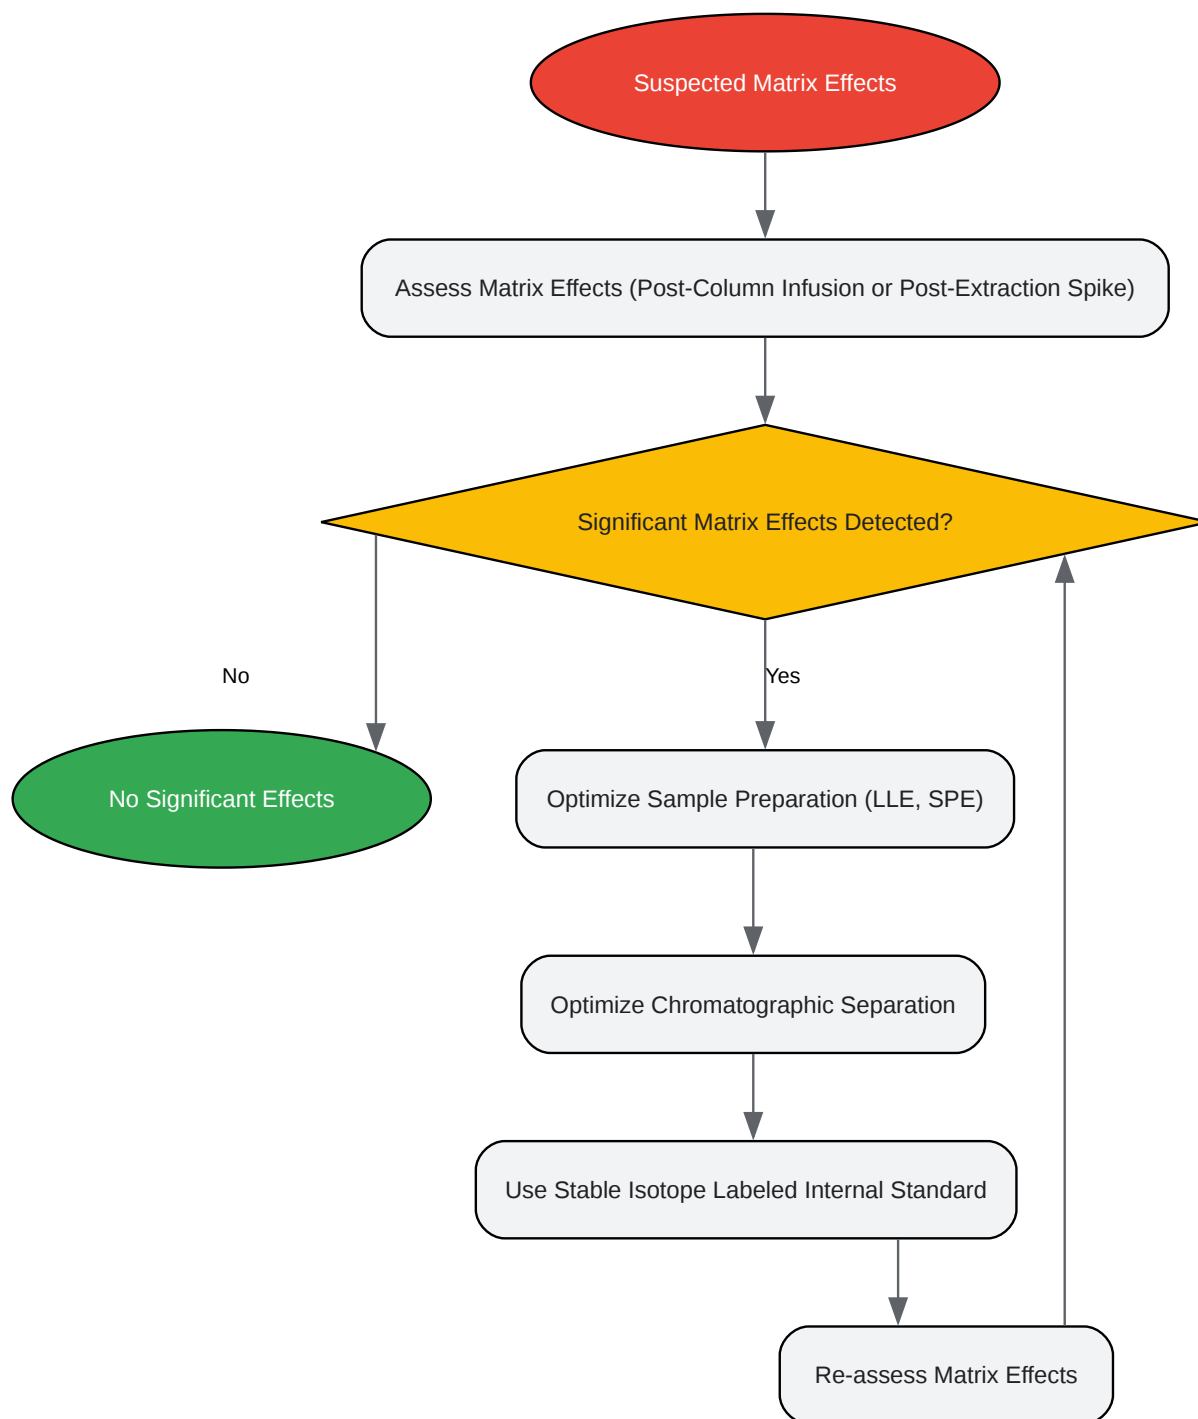 Suspected Matrix Effects
Assess Matrix Effects (Post-Column Infusion or Post-Extraction Spike)
Significant Matrix Effects Detected?
No
Yes
No Significant Effects
Optimize Sample Preparation (LLE, SPE)
Optimize Chromatographic Separation
Use Stable Isotope Labeled Internal Standard
Re-assess Matrix Effects